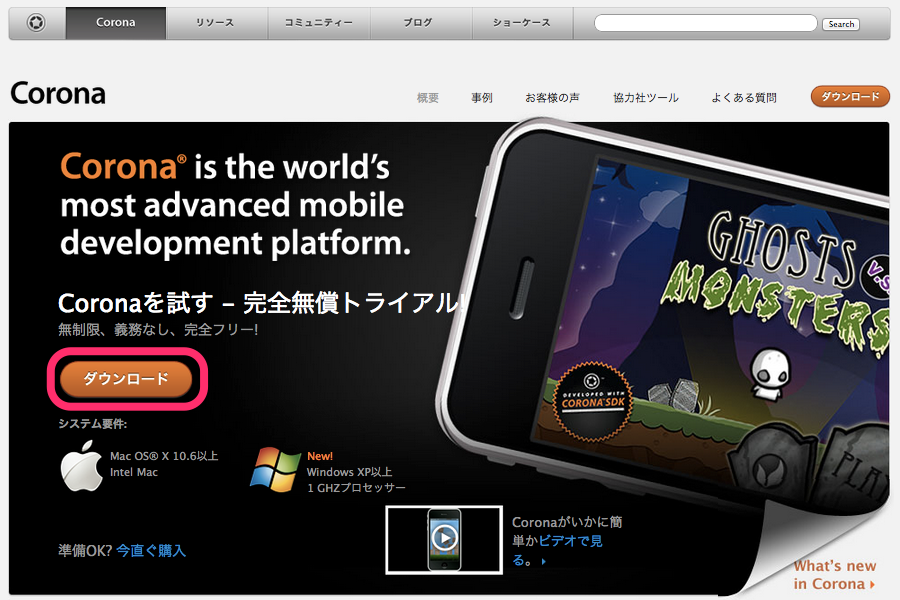 Corona
リソース
コミュニティー
ブログ
ショーケース
Search
Corona
概要
事例
お客様の声
協力社ツール
よくある質問
ダウンロード
Corona® is the world's
most advanced mobile
development platform.
Coronaを試す – 完全無償トライアル!
無制限、義務なし、完全フリー!
ダウンロード
システム要件:
Mac OS® X 10.6以上
Intel Mac
New!
Windows XP以上
1 GHZプロセッサー
準備OK? 今直ぐ購入
Coronaがいかに簡
単かビデオで見
る。
GHOSTS
V.S.
MONSTERS
DEVELOPED WITH
CORONA SDK
PLAY
What's new
in Corona